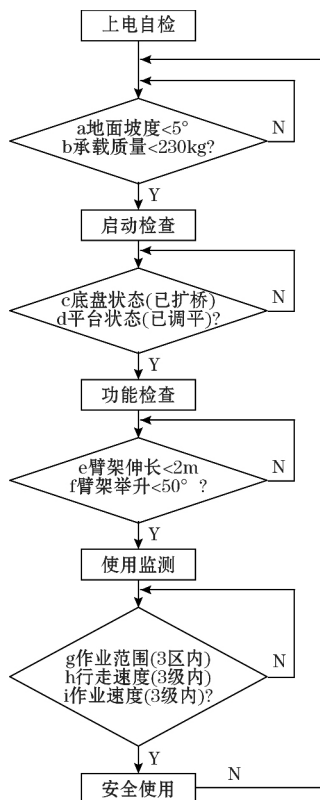 上电自检
a地面坡度<5°
b承载质量<230kg?
N
Y
启动检查
c底盘状态(已扩桥)
d平台状态(已调平)?
N
Y
功能检查
e臂架伸长<2m
f臂架举升<50° ?
N
Y
使用监测
g作业范围(3区内)
h行走速度(3级内)
i作业速度(3级内)?
N
Y
安全使用
N